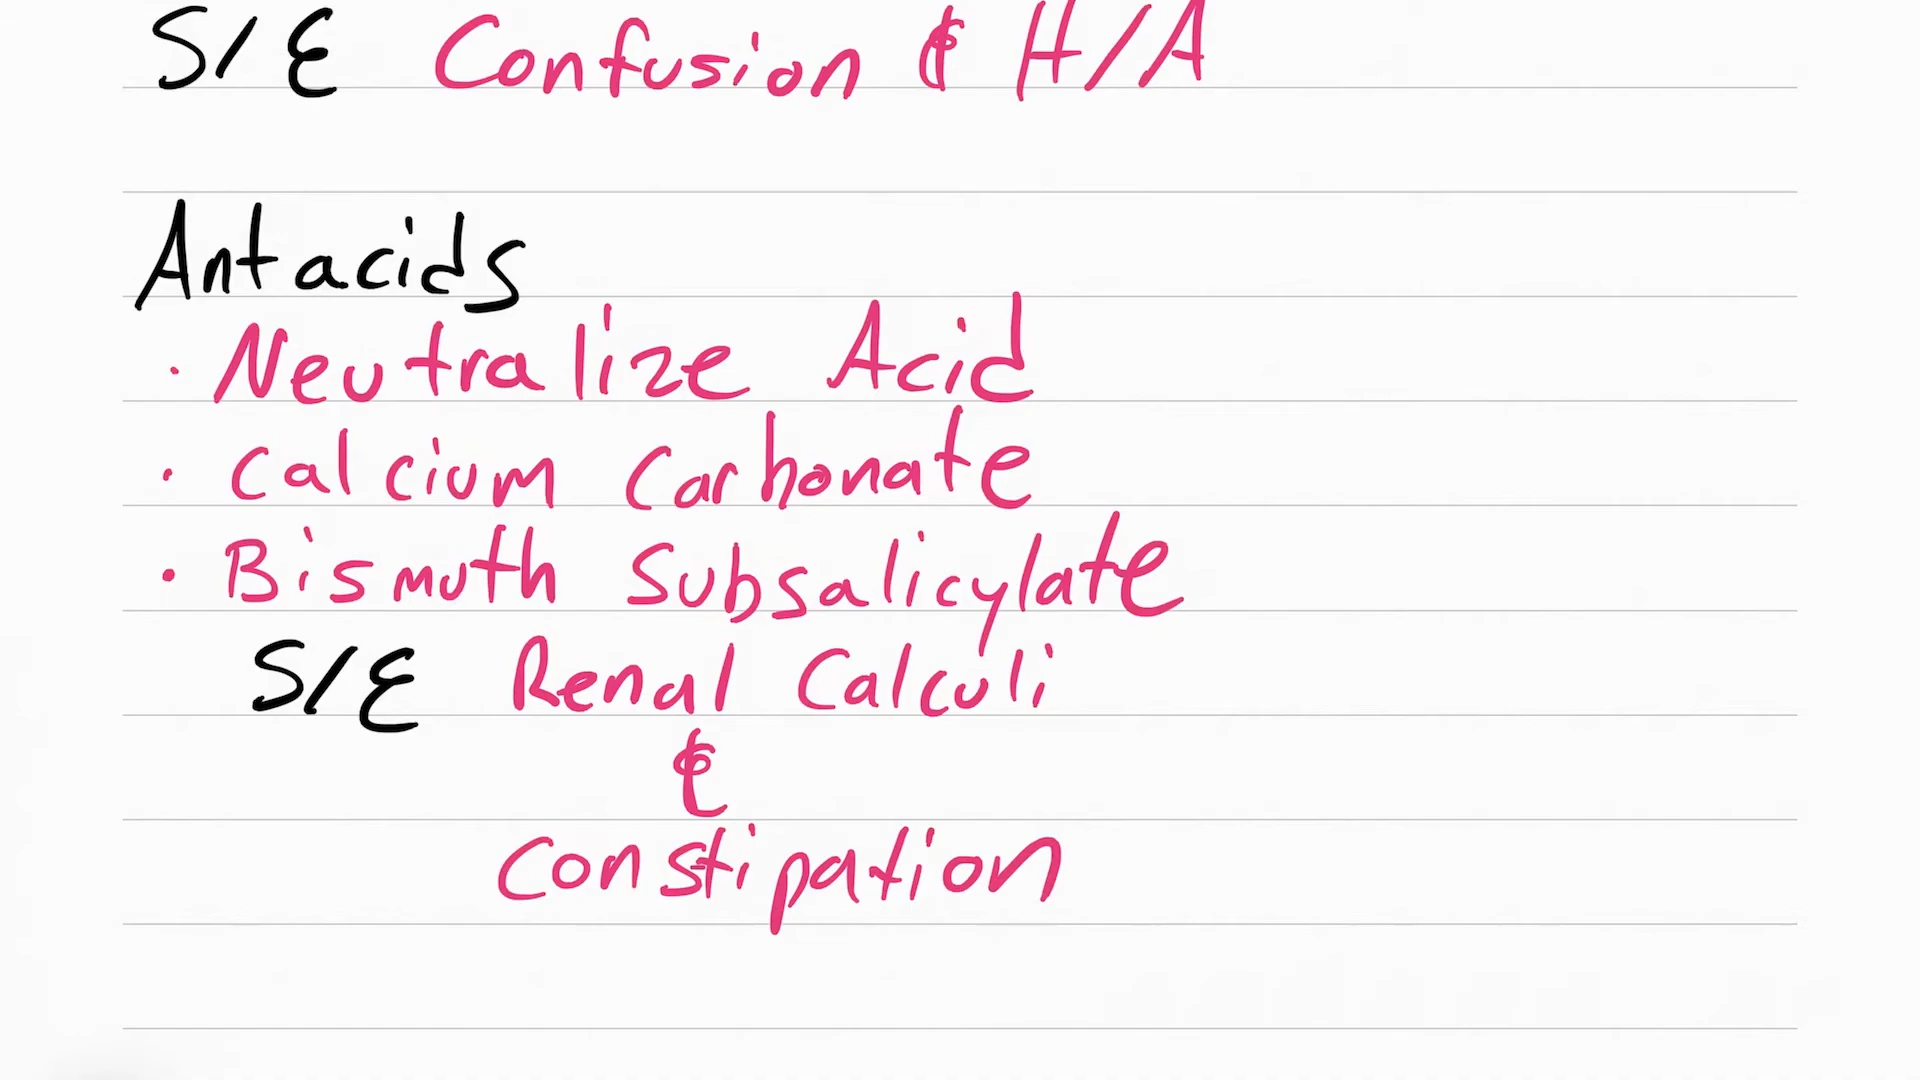 S/E Confusion & H/A
Antacids
• Neutralize Acid
• Calcium Carbonate
• Bismuth Subsalicylate
S/E Renal Calculi
&
Constipation